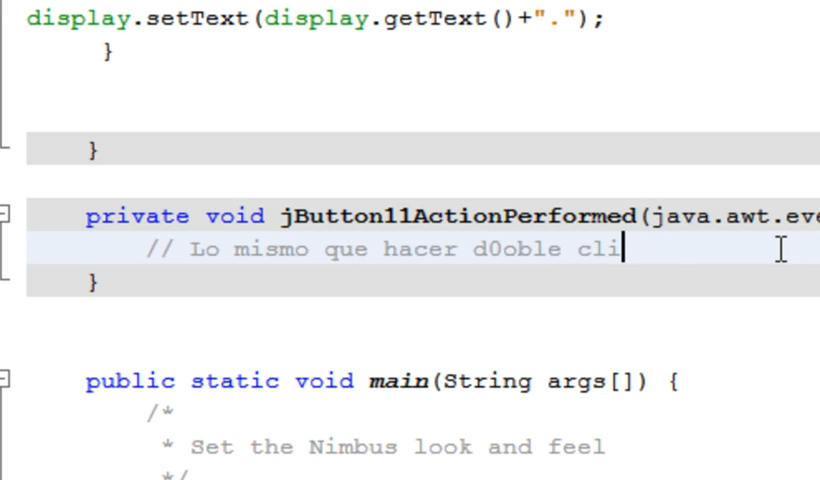 display.setText(display.getText()+".");
}
}
private void jButton11ActionPerformed(java.awt.eve
// Lo mismo que hacer d0oble cli
}
public static void main(String args[]) {
/*
* Set the Nimbus look and feel
*/